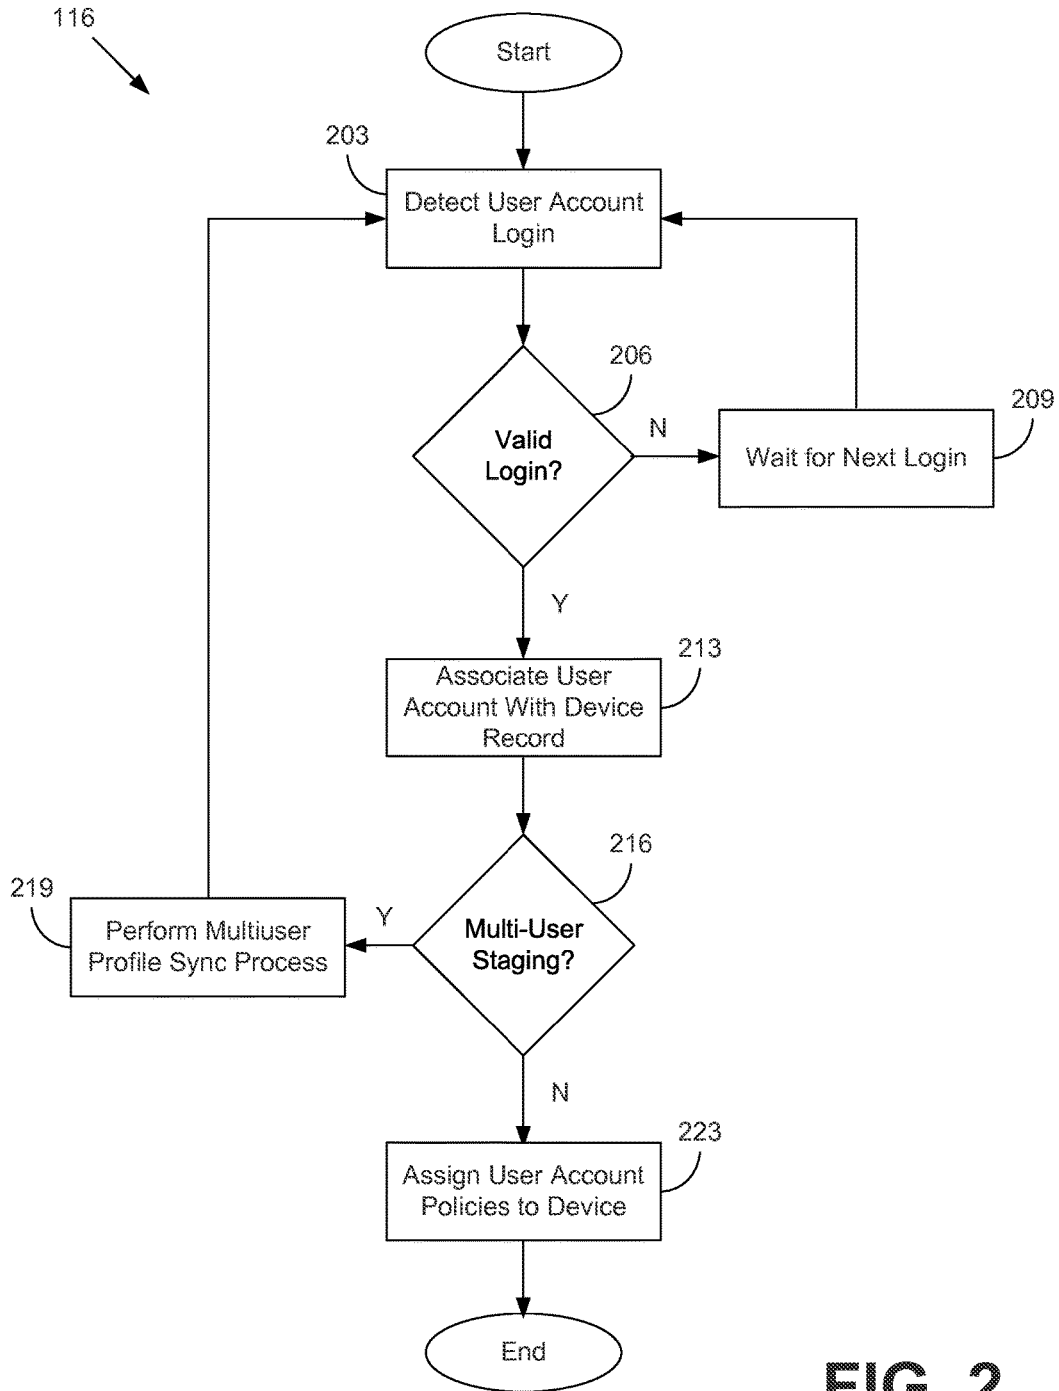 116
Start
203
Detect User Account
Login
206
Valid
Login?
N
209
Wait for Next Login
Y
213
Associate User
Account With Device
Record
216
Multi-User
Staging?
Y
219
Perform Multiuser
Profile Sync Process
N
223
Assign User Account
Policies to Device
End
FIG. 2